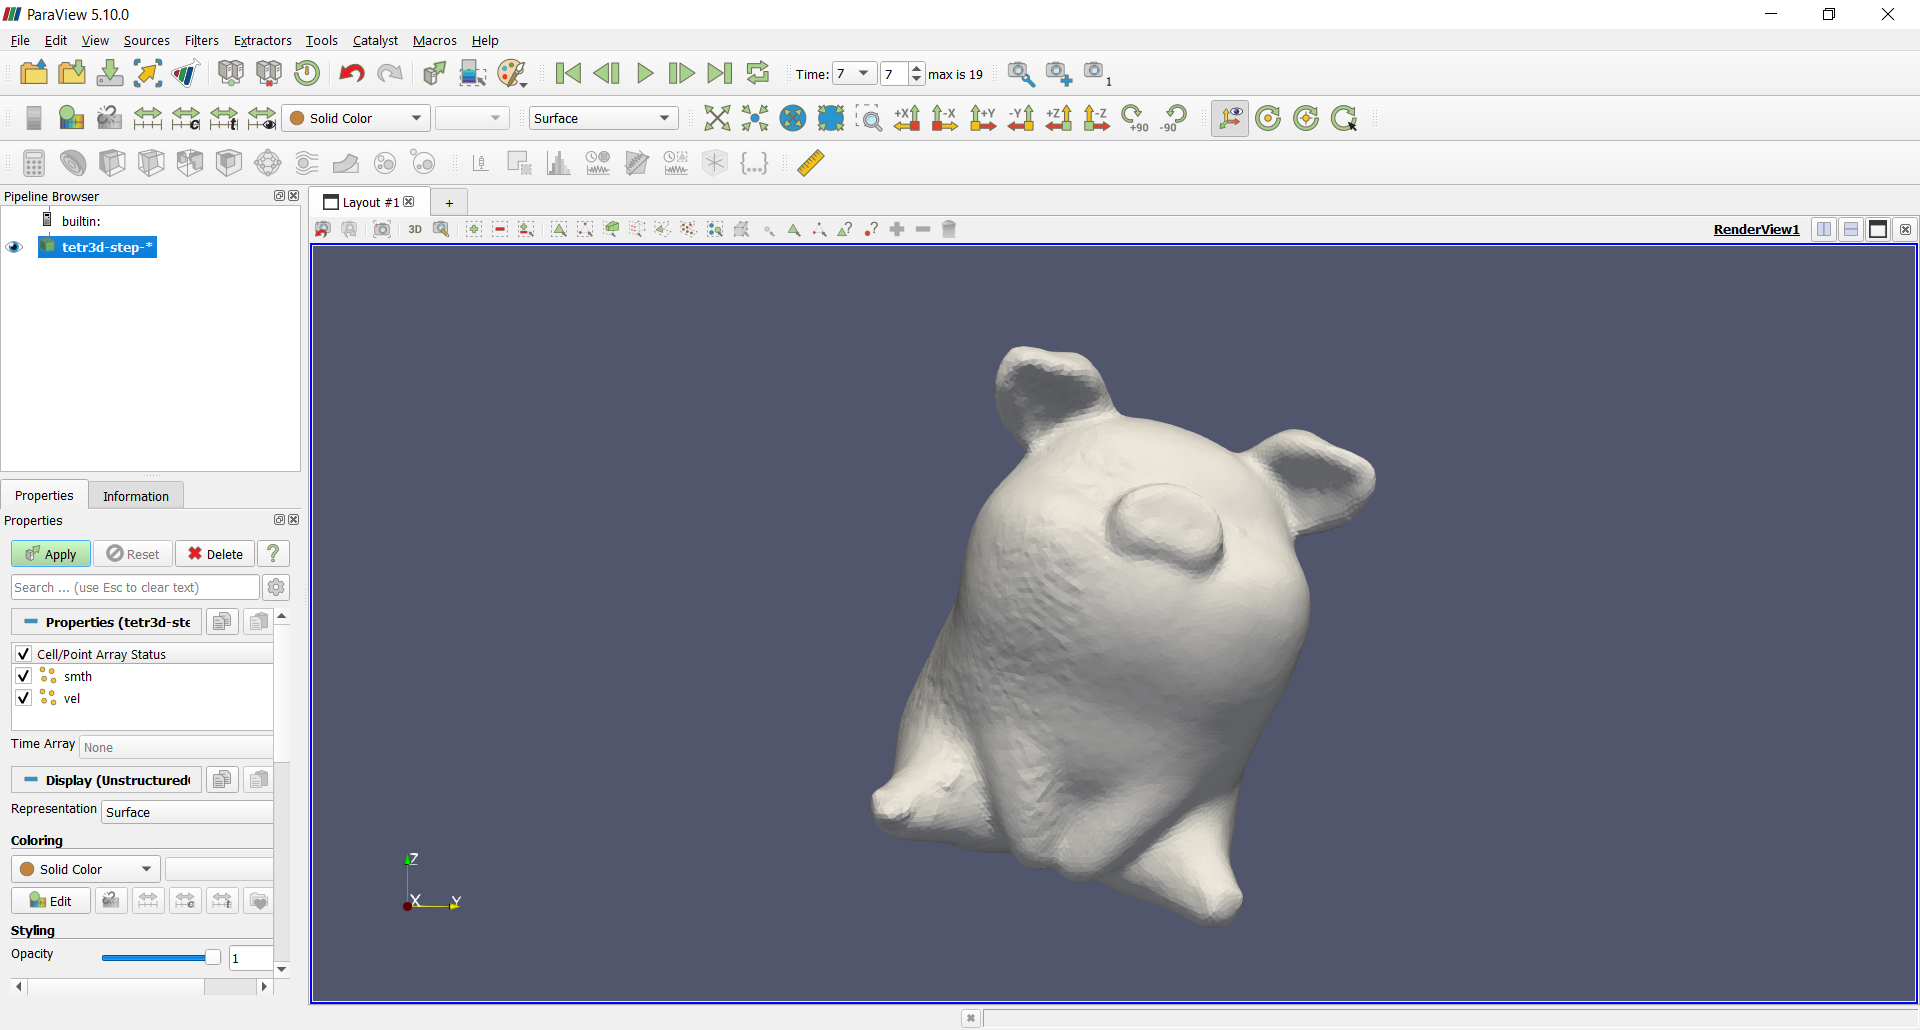 ParaView 5.10.0
File Edit View Sources Filters Extractors Tools Catalyst Macros Help
Time: 7 7 max is 19 1
Solid Color Surface +X -X +Y -Y +Z -Z +90 -90
Pipeline Browser
Layout #1 +
builtin:
3D RenderView1
tetr3d-step-*
Properties Information
Properties
Apply Reset Delete ?
Search ... (use Esc to clear text)
Properties (tetr3d-ste
Cell/Point Array Status
smth
vel
Time Array None
Display (Unstructured
Representation Surface
Coloring
Solid Color
Edit
Styling
Opacity 1
Z
X Y